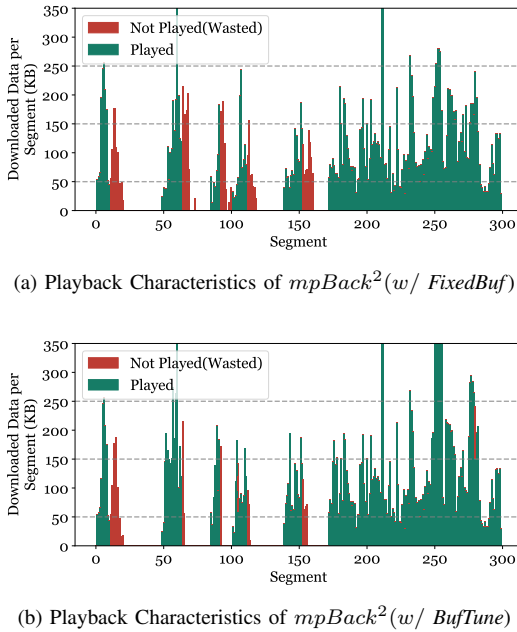 350
300
250
200
150
100
50
0
Downloaded Data per
Segment (KB)
Not Played(Wasted)
Played
0 50 100 150 200 250 300
Segment
(a) Playback Characteristics of mpBack²(w/ FixedBuf)
350
300
250
200
150
100
50
0
Downloaded Data per
Segment (KB)
Not Played(Wasted)
Played
0 50 100 150 200 250 300
Segment
(b) Playback Characteristics of mpBack²(w/ BufTune)